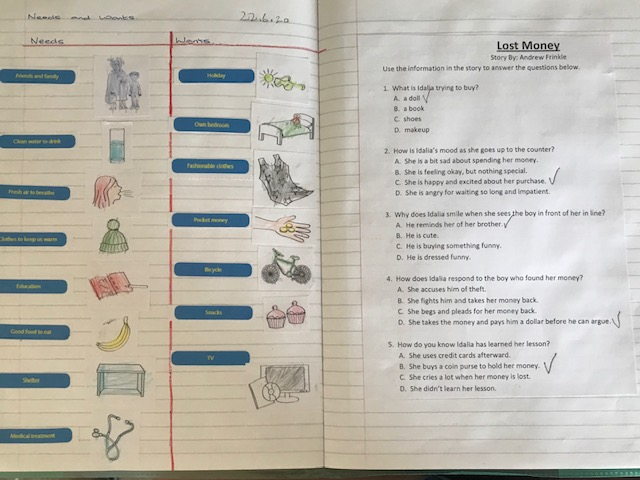 Needs and Wants
22.6.20
Needs
Wants
Friends and family
Clean water to drink
Fresh air to breathe
Clothes to keep us warm
Education
Good food to eat
Shelter
Medical treatment
Holiday
Own bedroom
Fashionable clothes
Pocket money
Bicycle
Snacks
TV
Lost Money
Story By: Andrew Frinkle
Use the information in the story to answer the questions below.
1. What is Idalia trying to buy?
A. a doll
B. a book
C. shoes
D. makeup
2. How is Idalia's mood as she goes up to the counter?
A. She is a bit sad about spending her money.
B. She is feeling okay, but nothing special.
C. She is happy and excited about her purchase.
D. She is angry for waiting so long and impatient.
3. Why does Idalia smile when she sees the boy in front of her in line?
A. He reminds her of her brother.
B. He is cute.
C. He is buying something funny.
D. He is dressed funny.
4. How does Idalia respond to the boy who found her money?
A. She accuses him of theft.
B. She fights him and takes her money back.
C. She begs and pleads for her money back.
D. She takes the money and pays him a dollar before he can argue.
5. How do you know Idalia has learned her lesson?
A. She uses credit cards afterward.
B. She buys a coin purse to hold her money.
C. She cries a lot when her money is lost.
D. She didn't learn her lesson.